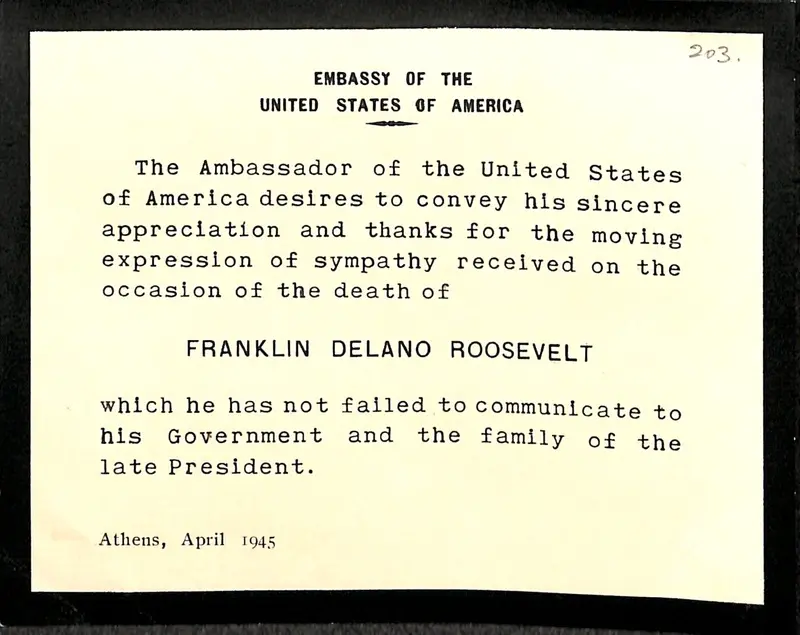 203.
EMBASSY OF THE
UNITED STATES OF AMERICA
The Ambassador of the United States
of America desires to convey his sincere
appreciation and thanks for the moving
expression of sympathy received on the
occasion of the death of
FRANKLIN DELANO ROOSEVELT
which he has not failed to communicate to
his Government and the family of the
late President.
Athens, April 1945